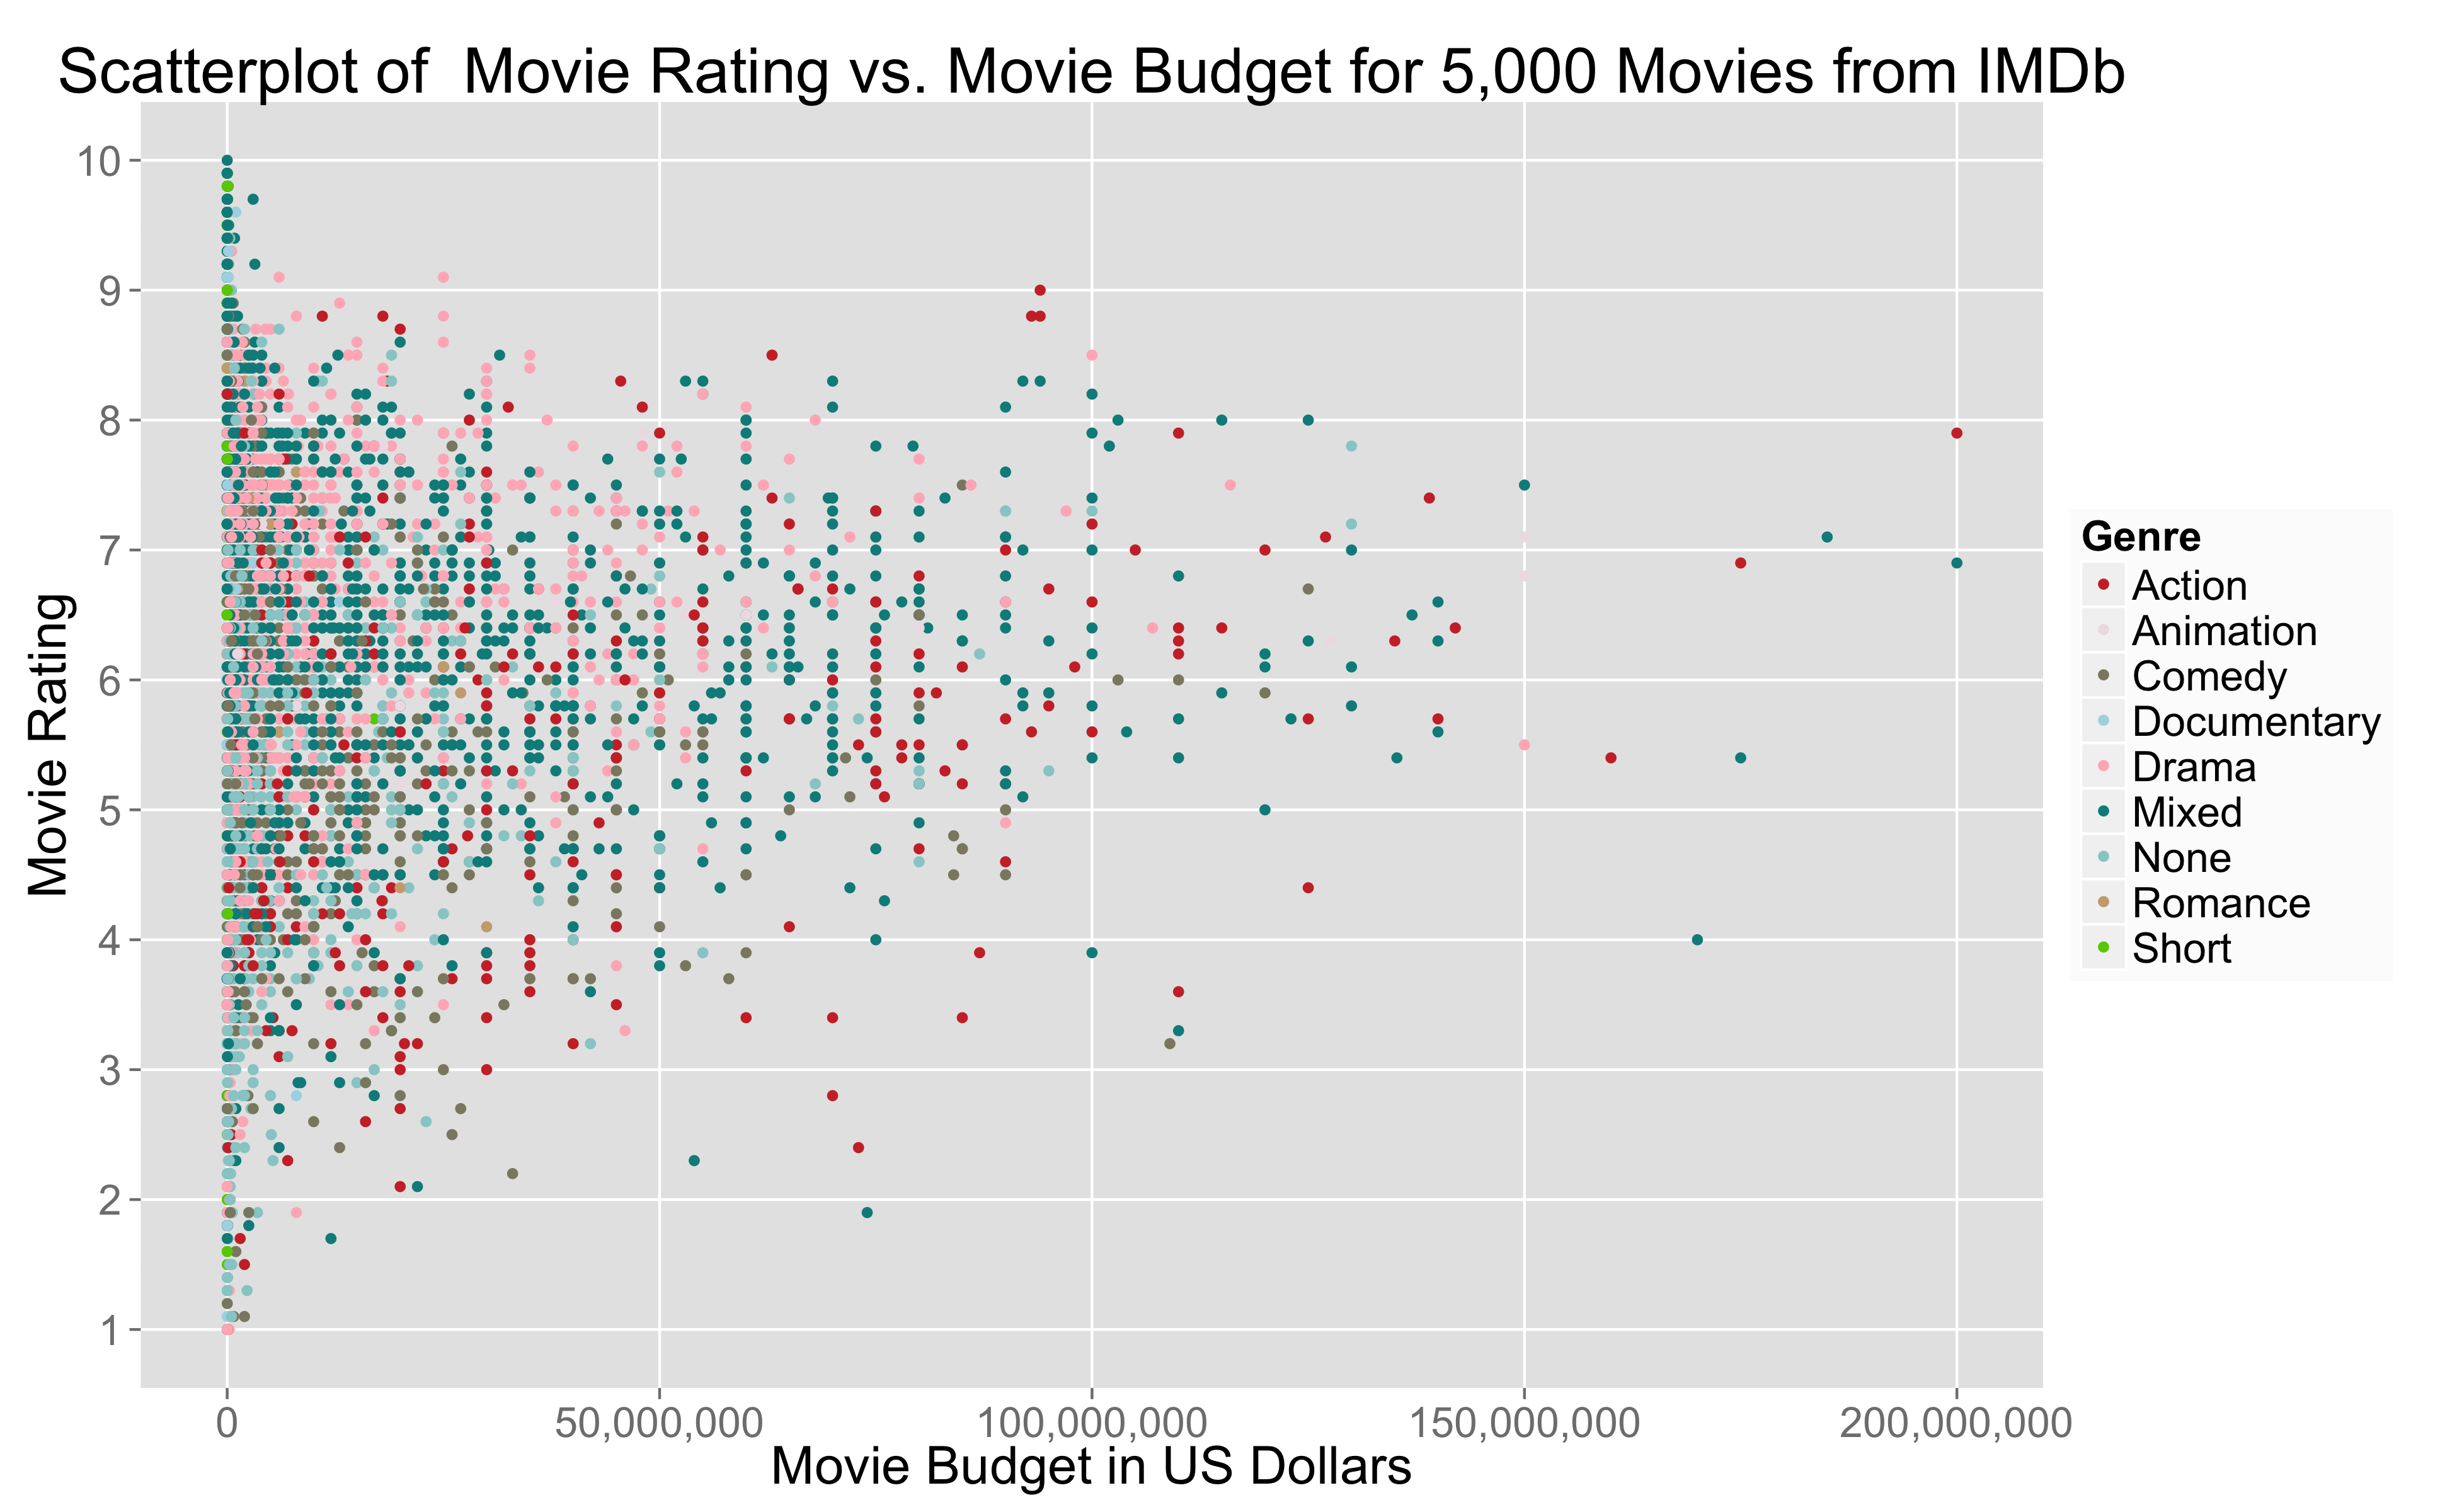 Scatterplot of  Movie Rating vs. Movie Budget for 5,000 Movies from IMDb
10
9
8
7
6
5
4
3
2
1
Movie Rating
0
50,000,000
100,000,000
150,000,000
200,000,000
Movie Budget in US Dollars
Genre
Action
Animation
Comedy
Documentary
Drama
Mixed
None
Romance
Short